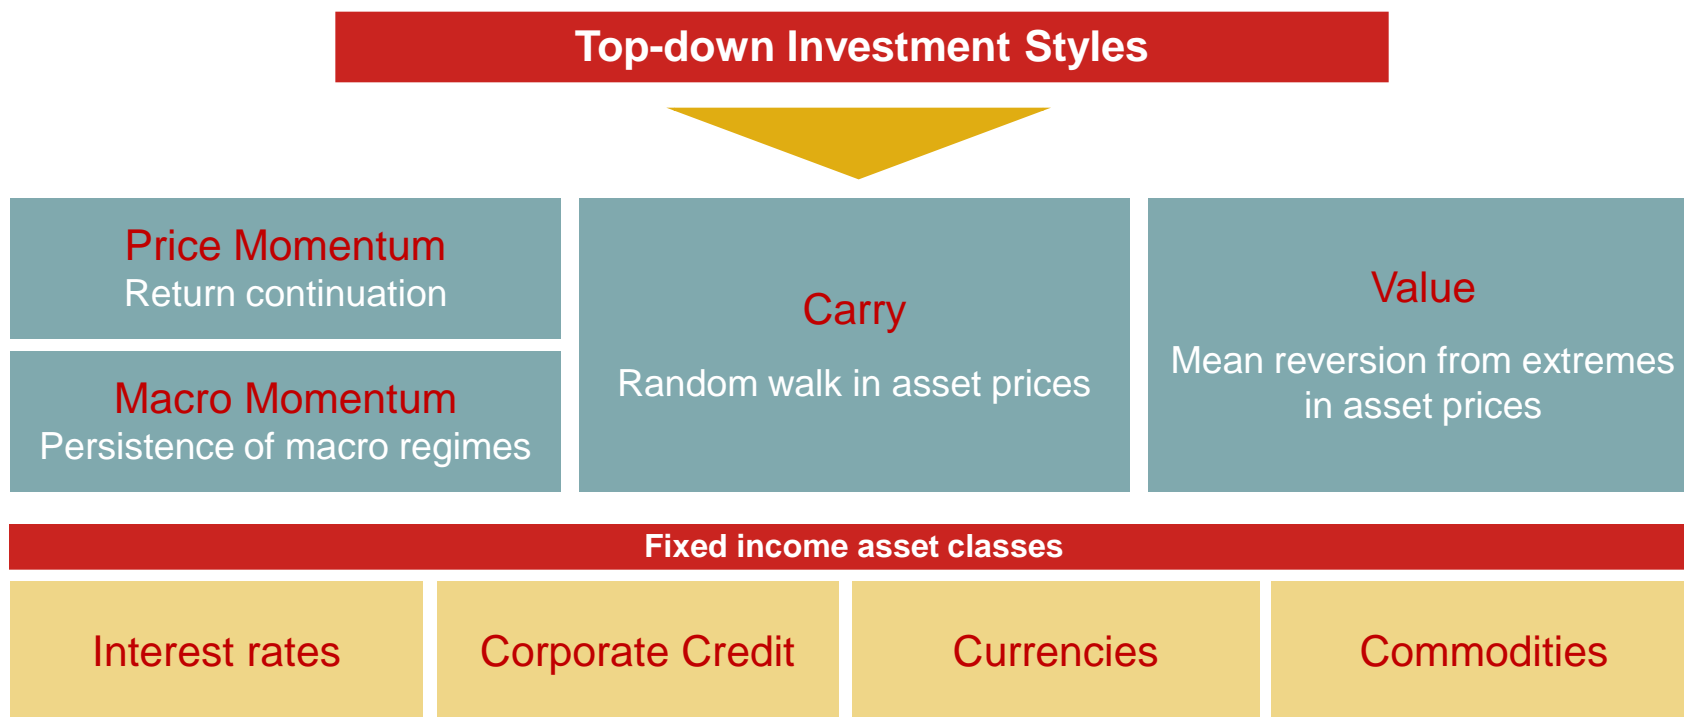 Top-down Investment Styles
Price Momentum
Return continuation
Macro Momentum
Persistence of macro regimes
Carry
Random walk in asset prices
Value
Mean reversion from extremes
in asset prices
Fixed income asset classes
Interest rates
Corporate Credit
Currencies
Commodities